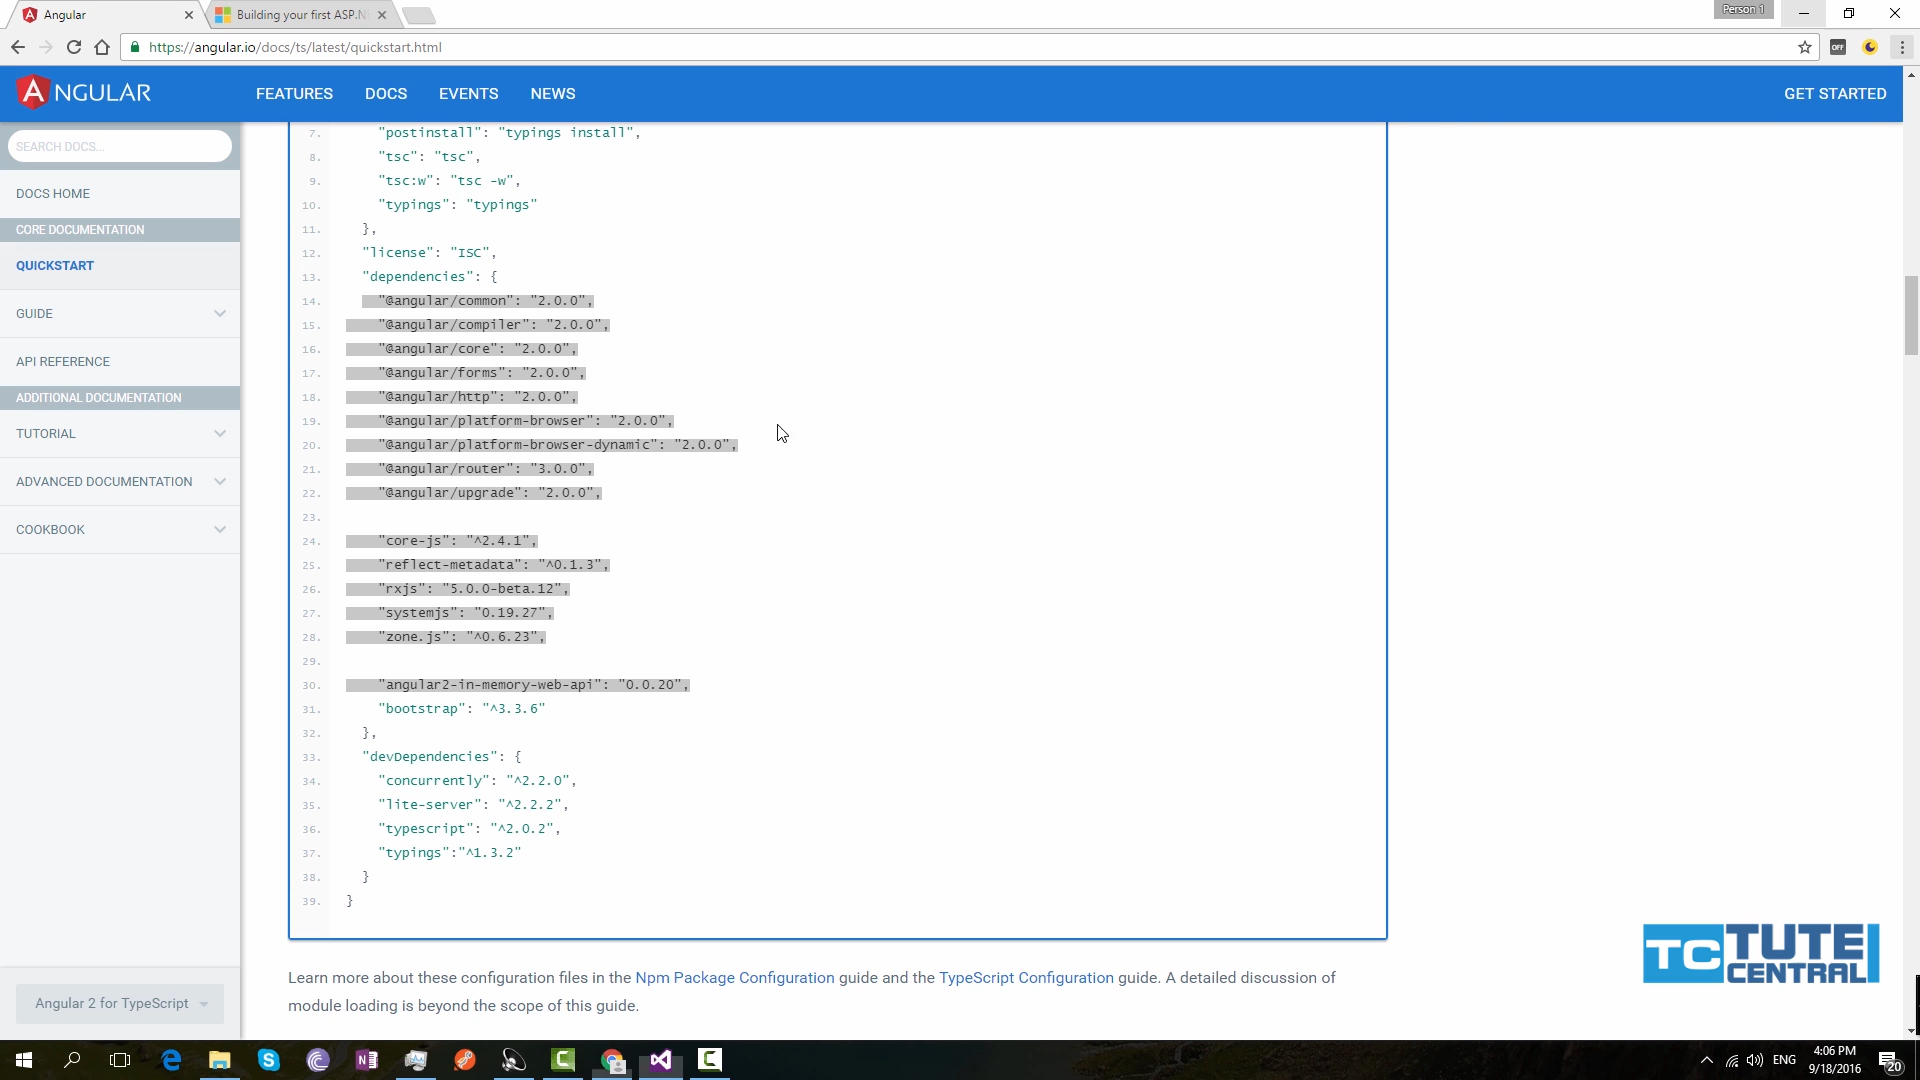 Angular
Building your first ASP.N
Person 1
https://angular.io/docs/ts/latest/quickstart.html
OFF
ANGULAR
FEATURES
DOCS
EVENTS
NEWS
GET STARTED
SEARCH DOCS...
DOCS HOME
CORE DOCUMENTATION
QUICKSTART
GUIDE
API REFERENCE
ADDITIONAL DOCUMENTATION
TUTORIAL
ADVANCED DOCUMENTATION
COOKBOOK
Angular 2 for TypeScript
7. "postinstall": "typings install",
8. "tsc": "tsc",
9. "tsc:w": "tsc -w",
10. "typings": "typings"
11. },
12. "license": "ISC",
13. "dependencies": {
14. "@angular/common": "2.0.0",
15. "@angular/compiler": "2.0.0",
16. "@angular/core": "2.0.0",
17. "@angular/forms": "2.0.0",
18. "@angular/http": "2.0.0",
19. "@angular/platform-browser": "2.0.0",
20. "@angular/platform-browser-dynamic": "2.0.0",
21. "@angular/router": "3.0.0",
22. "@angular/upgrade": "2.0.0",
23.
24. "core-js": "^2.4.1",
25. "reflect-metadata": "^0.1.3",
26. "rxjs": "5.0.0-beta.12",
27. "systemjs": "0.19.27",
28. "zone.js": "^0.6.23",
29.
30. "angular2-in-memory-web-api": "0.0.20",
31. "bootstrap": "^3.3.6"
32. },
33. "devDependencies": {
34. "concurrently": "^2.2.0",
35. "lite-server": "^2.2.2",
36. "typescript": "^2.0.2",
37. "typings":"^1.3.2"
38. }
39. }
Learn more about these configuration files in the Npm Package Configuration guide and the TypeScript Configuration guide. A detailed discussion of
module loading is beyond the scope of this guide.
TC TUTE
CENTRAL
ENG
4:06 PM
9/18/2016
20